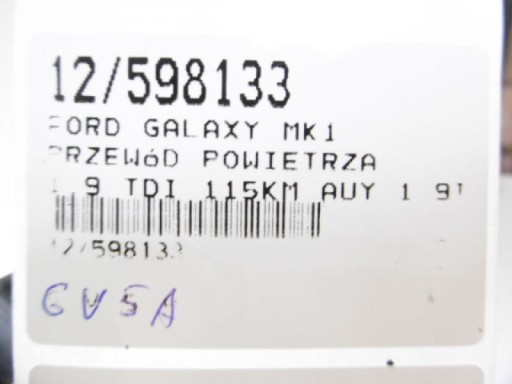 12/598133
FORD GALAXY MK1
PRZEWóD POWIETRZA
1.9 TDI 115KM AUY 1 9T
12/598133
GV5A